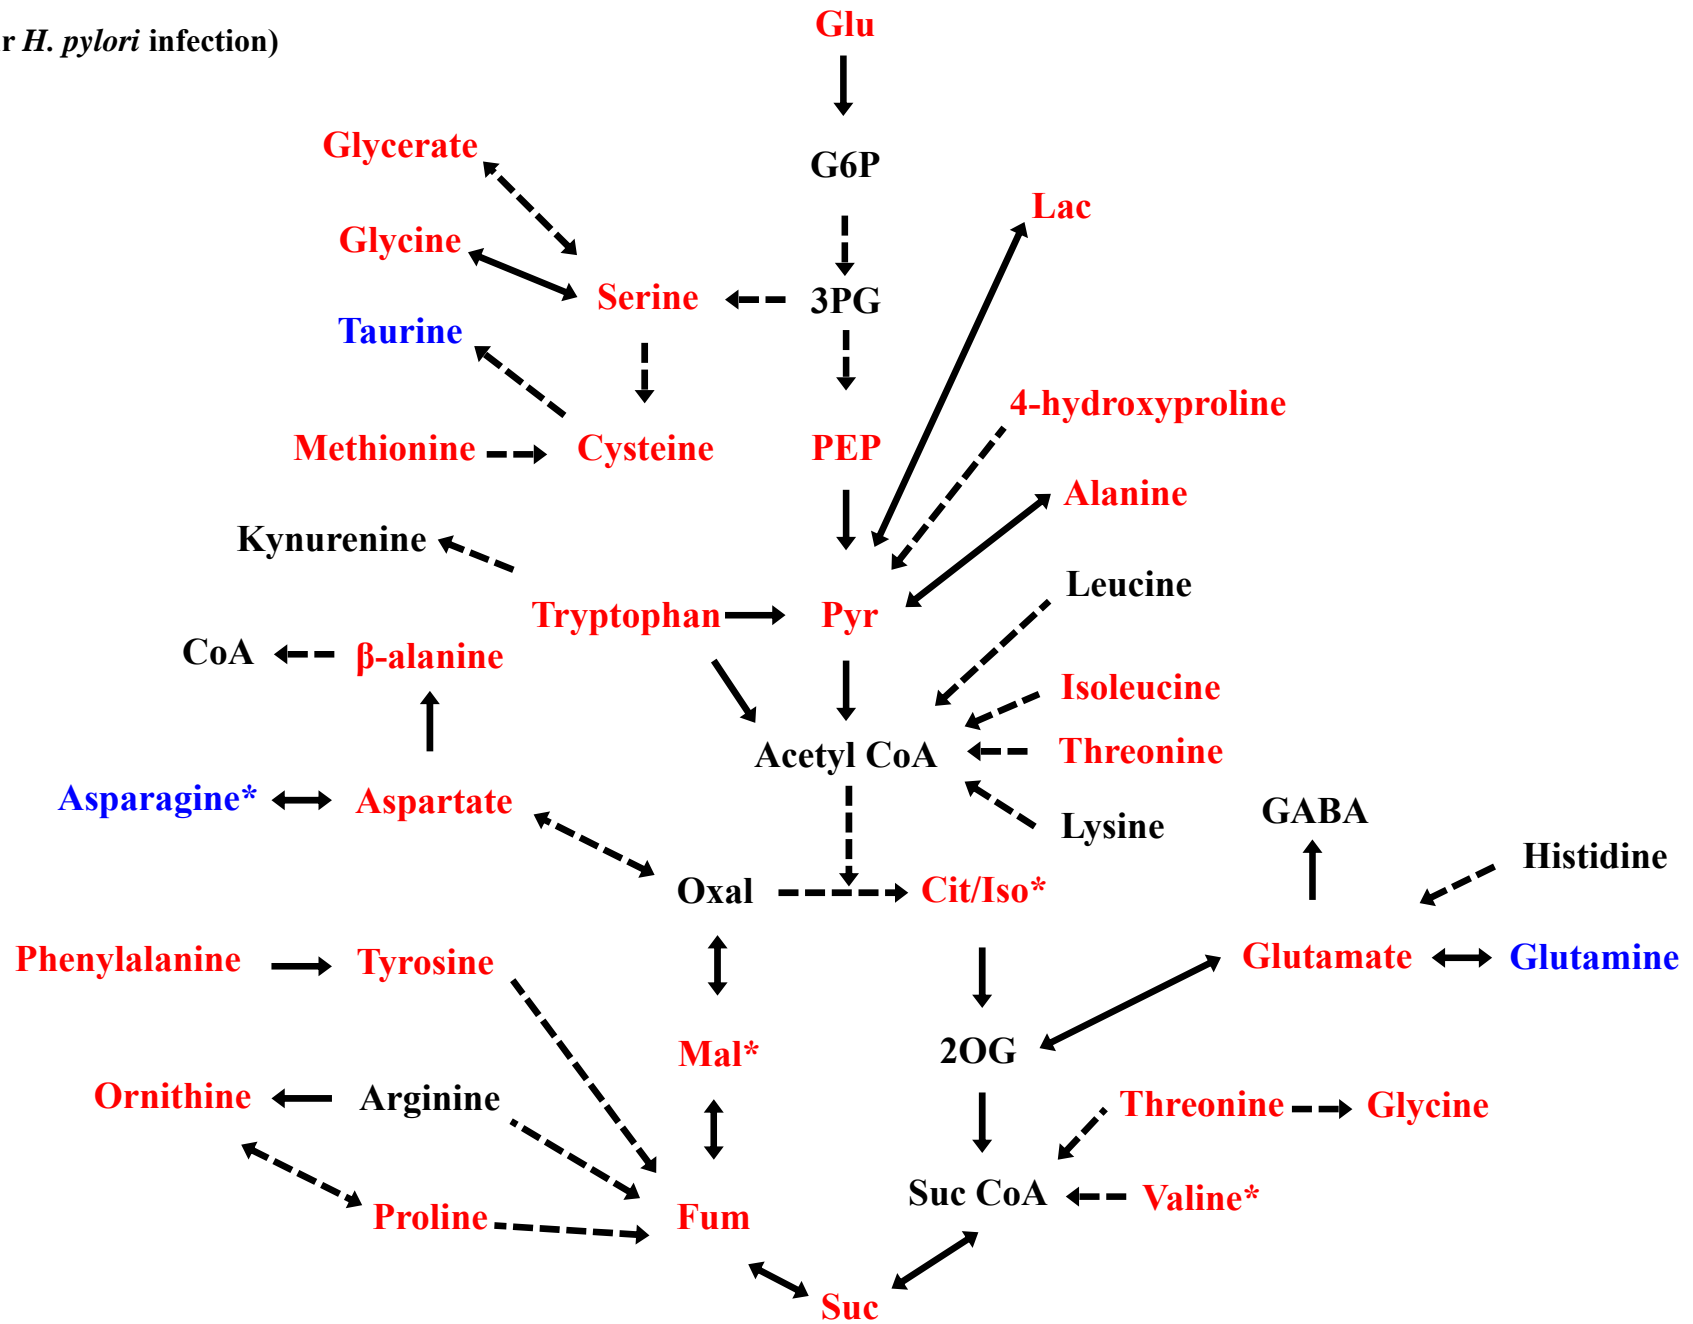 Glu
r H. pylori infection)
Glycerate
G6P
Lac
Glycine
Serine
3PG
Taurine
4-hydroxyproline
Methionine
Cysteine
PEP
Alanine
Kynurenine
Leucine
Tryptophan
Pyr
CoA
β-alanine
Isoleucine
Acetyl CoA
Threonine
Asparagine*
Aspartate
Lysine
GABA
Histidine
Oxal
Cit/Iso*
Phenylalanine
Tyrosine
Glutamate
Glutamine
Mal*
2OG
Ornithine
Arginine
Threonine
Glycine
Suc CoA
Valine*
Proline
Fum
Suc